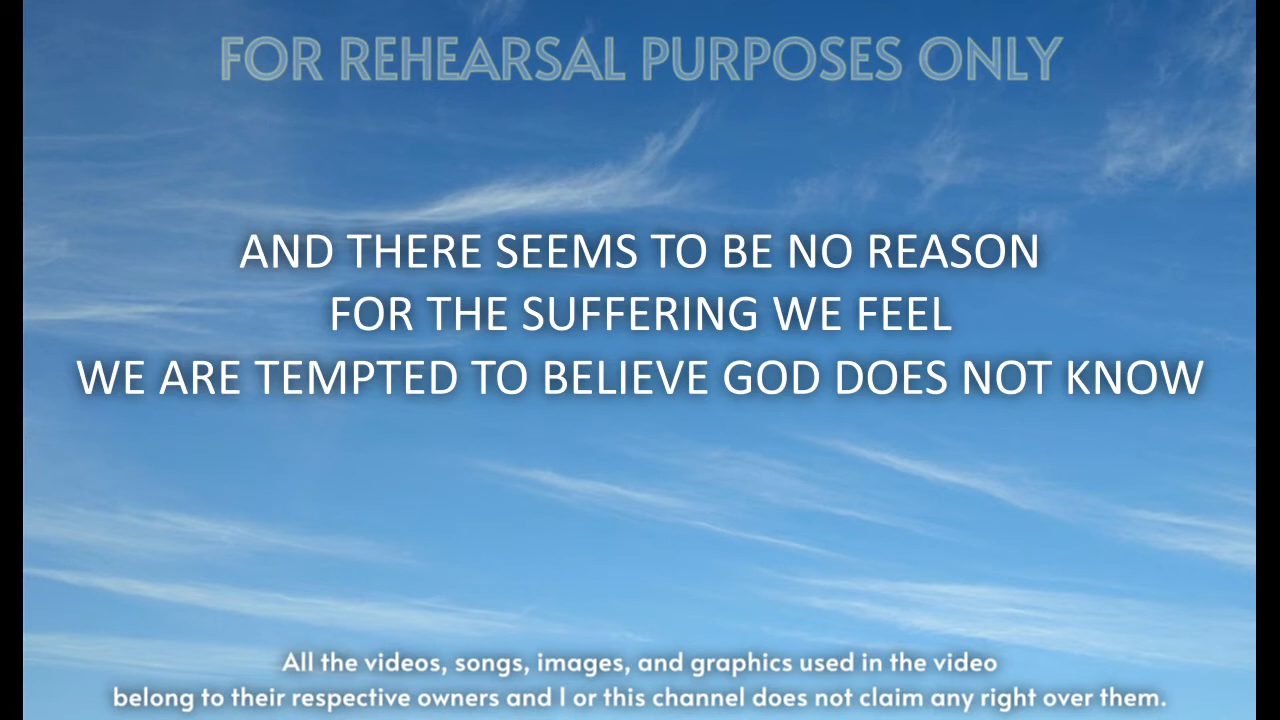 FOR REHEARSAL PURPOSES ONLY
AND THERE SEEMS TO BE NO REASON
FOR THE SUFFERING WE FEEL
WE ARE TEMPTED TO BELIEVE GOD DOES NOT KNOW
All the videos, songs, images, and graphics used in the video
belong to their respective owners and I or this channel does not claim any right over them.